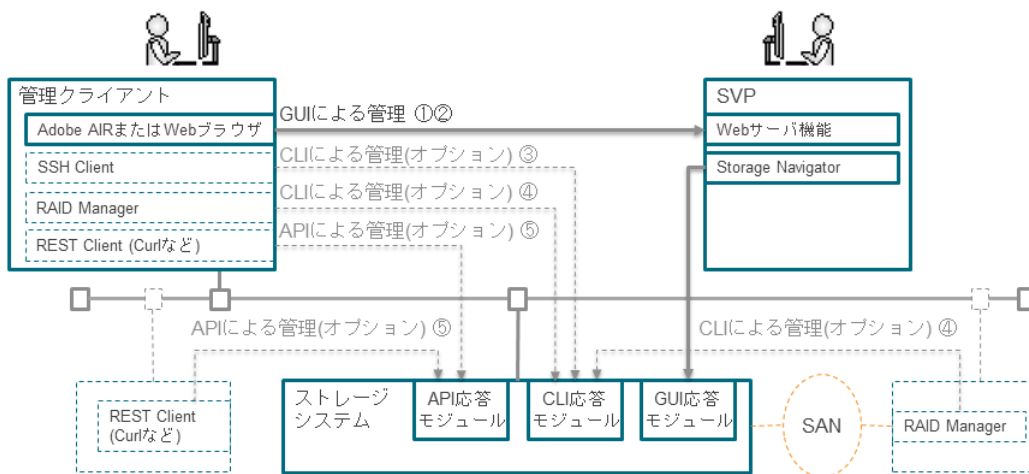 管理クライアント
Adobe AIRまたはWebブラウザ
SSH Client
RAID Manager
REST Client (Curlなど)
GUIによる管理 ①②
CLIによる管理(オプション) ③
CLIによる管理(オプション) ④
APIによる管理(オプション) ⑤
SVP
Webサーバ機能
Storage Navigator
APIによる管理(オプション) ⑤
CLIによる管理(オプション) ④
REST Client
(Curlなど)
ストレージ
システム
API応答
モジュール
CLI応答
モジュール
GUI応答
モジュール
SAN
RAID Manager